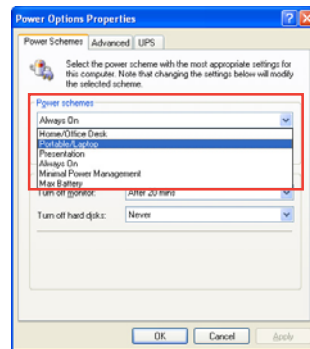 Power Options Properties
Power Schemes Advanced UPS
Select the power scheme with the most appropriate settings for
this computer. Note that changing the settings below will modify
the selected scheme.
Power schemes
Always On
Home/Office Desk
Portable/Laptop
Presentation
Always On
Minimal Power Management
Max Battery
Turn off monitor: After 20 mins
Turn off hard disks: Never
OK Cancel Apply